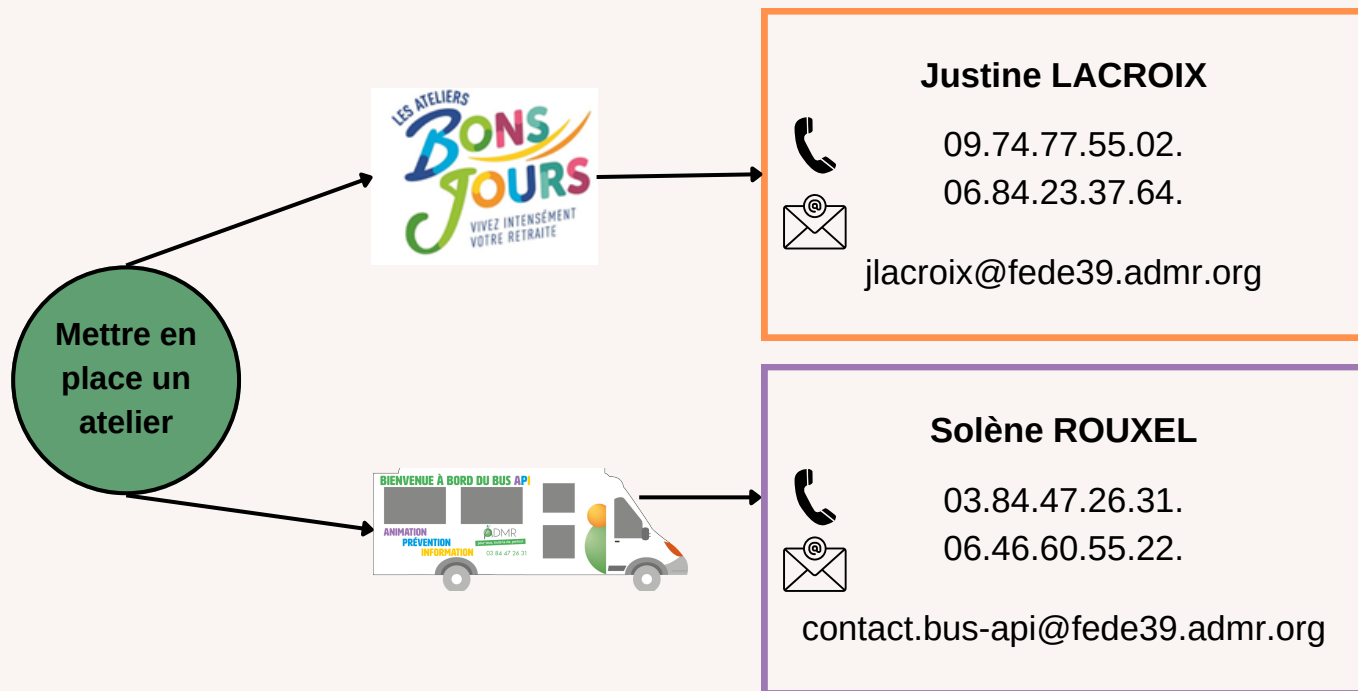 Mettre en
place un
atelier
LES ATELIERS
BONS
JOURS
VIVEZ INTENSÉMENT
VOTRE RETRAITE
Justine LACROIX
09.74.77.55.02.
06.84.23.37.64.
@
jlacroix@fede39.admr.org
BIENVENUE À BORD DU BUS API
ANIMATION
PRÉVENTION
INFORMATION
ADMR
03 84 47 26 31
Solène ROUXEL
03.84.47.26.31.
06.46.60.55.22.
@
contact.bus-api@fede39.admr.org